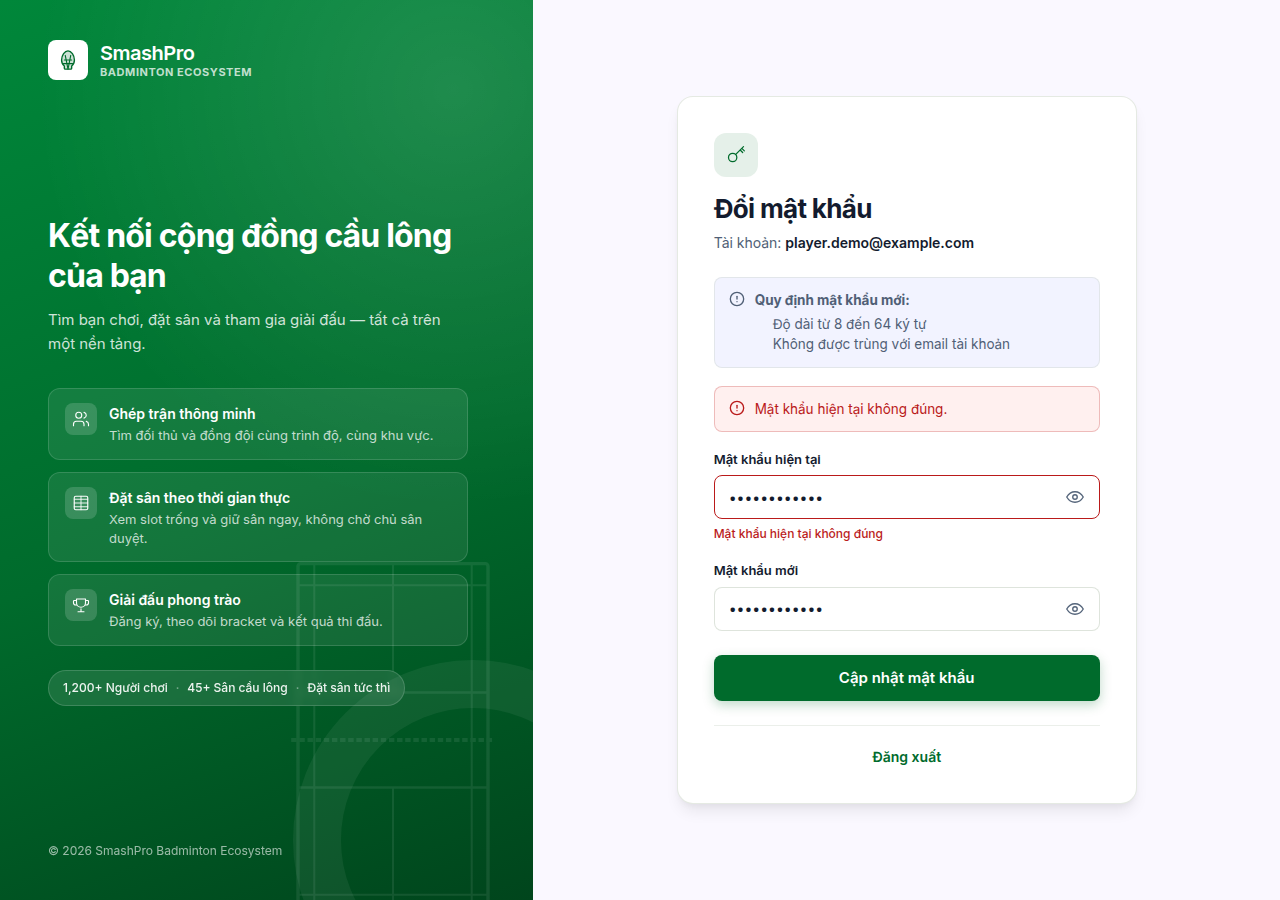 SmashPro
BADMINTON ECOSYSTEM
Kết nối cộng đồng cầu lông
của bạn
Tìm bạn chơi, đặt sân và tham gia giải đấu — tất cả trên
một nền tảng.
Ghép trận thông minh
Tìm đối thủ và đồng đội cùng trình độ, cùng khu vực.
Đặt sân theo thời gian thực
Xem slot trống và giữ sân ngay, không chờ chủ sân
duyệt.
Giải đấu phong trào
Đăng ký, theo dõi bracket và kết quả thi đấu.
1,200+ Người chơi · 45+ Sân cầu lông · Đặt sân tức thì
© 2026 SmashPro Badminton Ecosystem
Đổi mật khẩu
Tài khoản: player.demo@example.com
Quy định mật khẩu mới:
Độ dài từ 8 đến 64 ký tự
Không được trùng với email tài khoản
Mật khẩu hiện tại không đúng.
Mật khẩu hiện tại
••••••••••••
Mật khẩu hiện tại không đúng
Mật khẩu mới
••••••••••••
Cập nhật mật khẩu
Đăng xuất